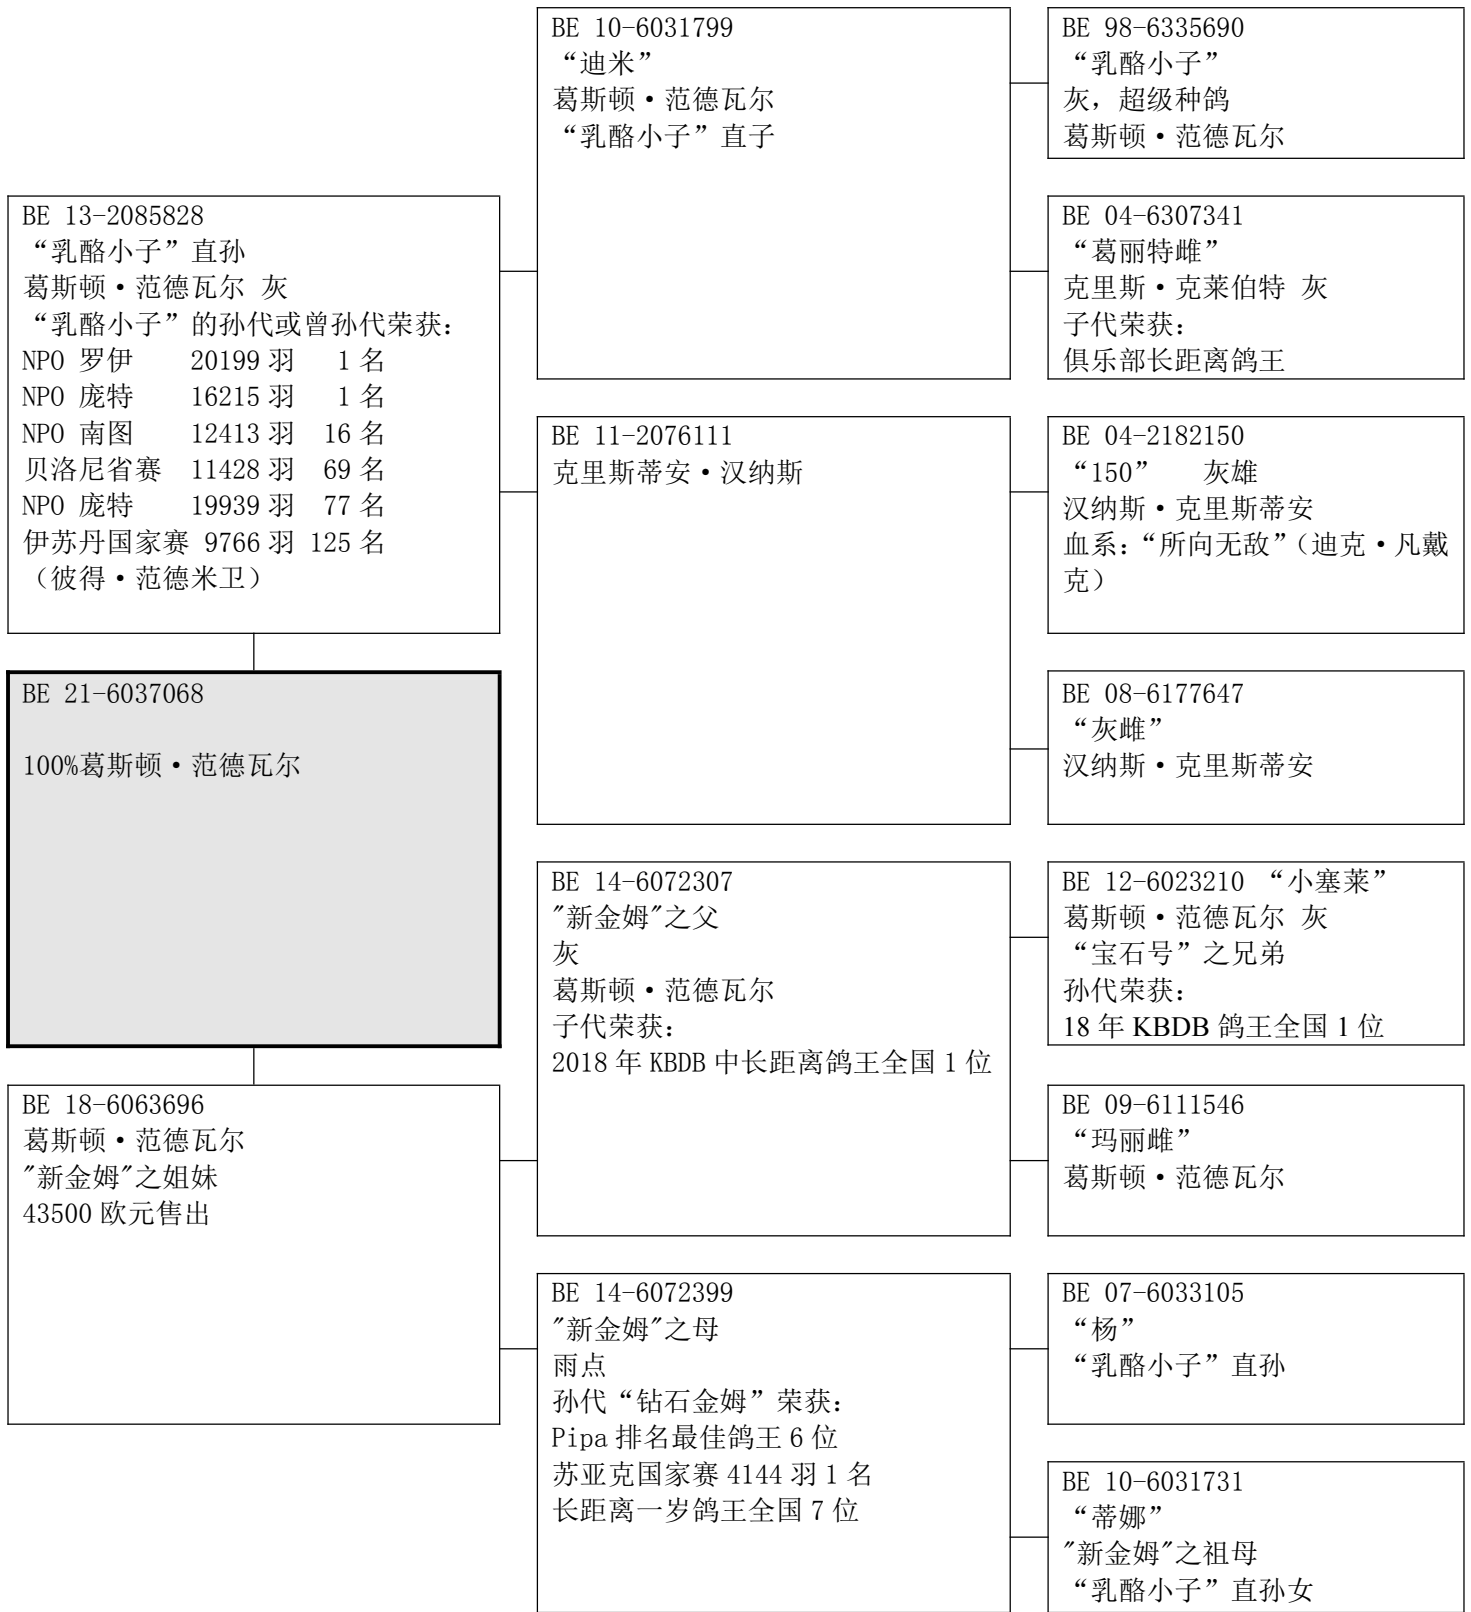 BE 13-2085828
“乳酪小子”直孙
葛斯顿·范德瓦尔 灰
“乳酪小子”的孙代或曾孙代荣获：
NPO 罗伊 20199 羽 1 名
NPO 庞特 16215 羽 1 名
NPO 南图 12413 羽 16 名
贝洛尼省赛 11428 羽 69 名
NPO 庞特 19939 羽 77 名
伊苏丹国家赛 9766 羽 125 名
（彼得·范德米卫）
BE 21-6037068
100%葛斯顿·范德瓦尔
BE 18-6063696
葛斯顿·范德瓦尔
"新金姆"之姐妹
43500 欧元售出
BE 10-6031799
“迪米”
葛斯顿·范德瓦尔
“乳酪小子”直子
BE 11-2076111
克里斯蒂安·汉纳斯
BE 14-6072307
"新金姆"之父
灰
葛斯顿·范德瓦尔
子代荣获：
2018 年 KBDB 中长距离鸽王全国 1 位
BE 14-6072399
"新金姆"之母
雨点
孙代“钻石金姆”荣获：
Pipa 排名最佳鸽王 6 位
苏亚克国家赛 4144 羽 1 名
长距离一岁鸽王全国 7 位
BE 98-6335690
“乳酪小子”
灰，超级种鸽
葛斯顿·范德瓦尔
BE 04-6307341
“葛丽特雌”
克里斯·克莱伯特 灰
子代荣获：
俱乐部长距离鸽王
BE 04-2182150
“150” 灰雄
汉纳斯·克里斯蒂安
血系：“所向无敌”（迪克·凡戴
克）
BE 08-6177647
“灰雌”
汉纳斯·克里斯蒂安
BE 12-6023210 “小塞莱”
葛斯顿·范德瓦尔 灰
“宝石号”之兄弟
孙代荣获：
18 年 KBDB 鸽王全国 1 位
BE 09-6111546
“玛丽雌”
葛斯顿·范德瓦尔
BE 07-6033105
“杨”
“乳酪小子”直孙
BE 10-6031731
“蒂娜”
"新金姆"之祖母
“乳酪小子”直孙女